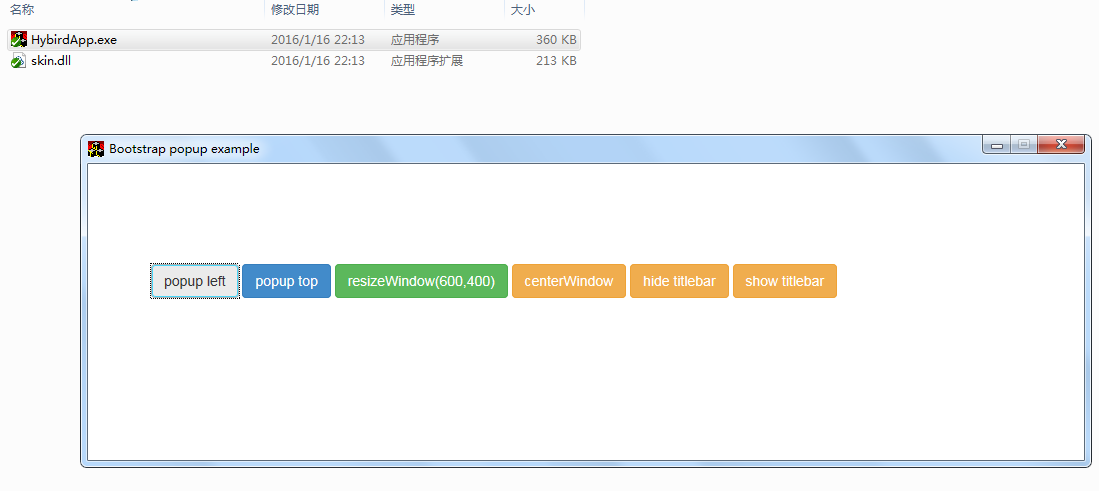 名称 修改日期 类型 大小
HybirdApp.exe 2016/1/16 22:13 应用程序 360 KB
skin.dll 2016/1/16 22:13 应用程序扩展 213 KB
Bootstrap popup example
popup left popup top resizeWindow(600,400) centerWindow hide titlebar show titlebar